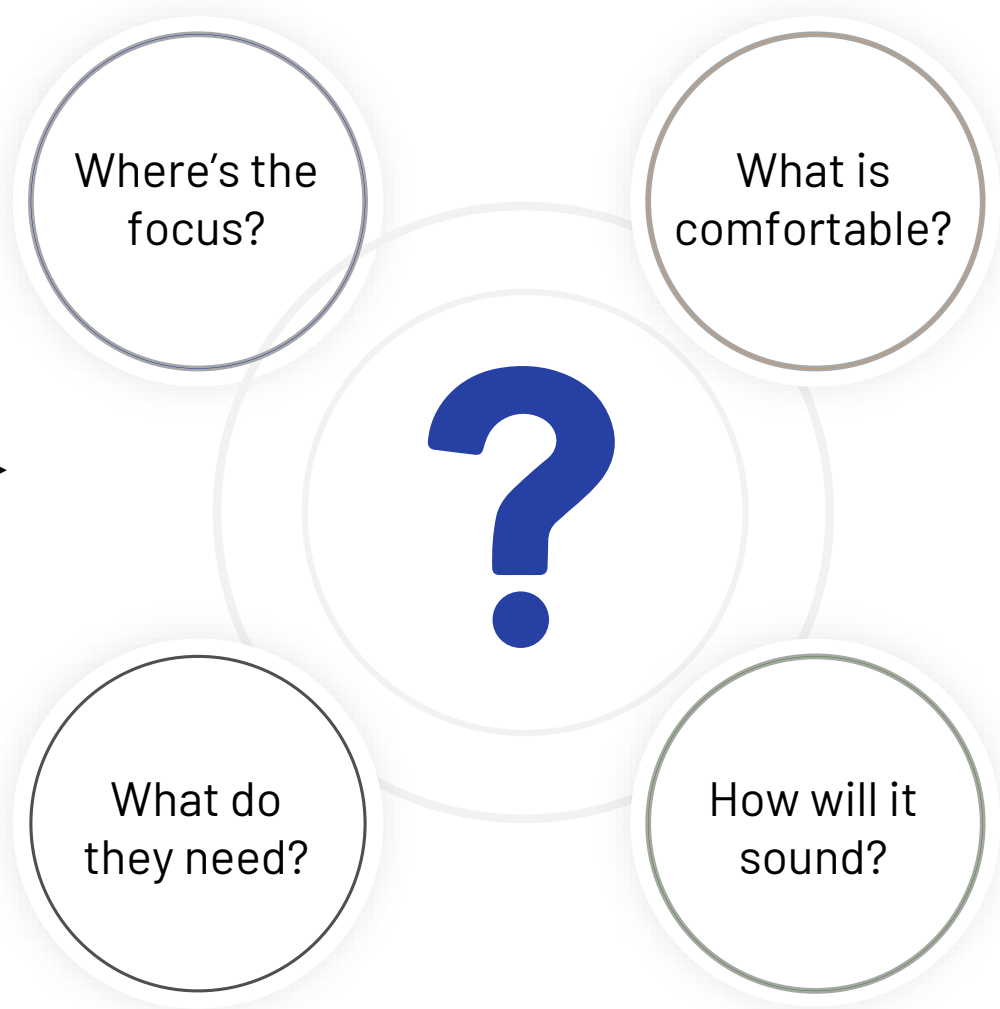 Where’s the
focus?
What is
comfortable?
?
What do
they need?
How will it
sound?